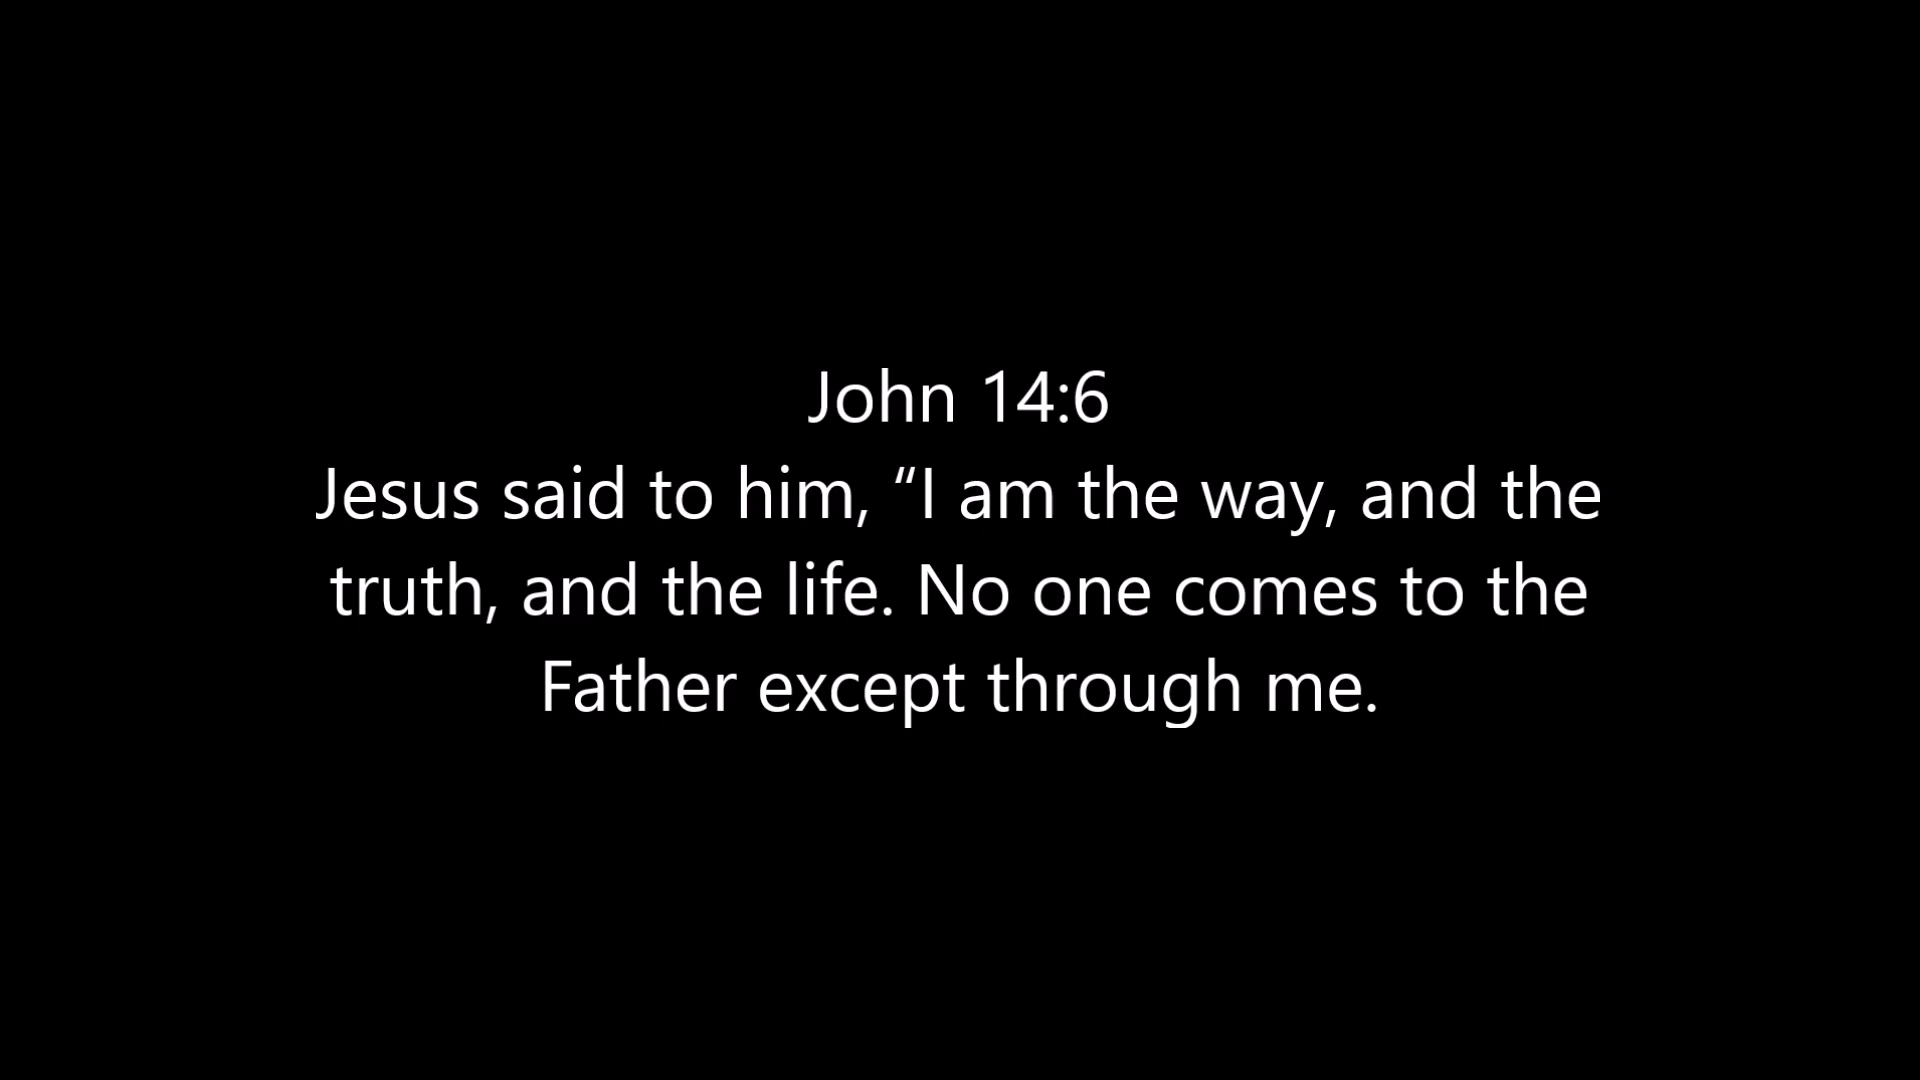 John 14:6
Jesus said to him, “I am the way, and the
truth, and the life. No one comes to the
Father except through me.